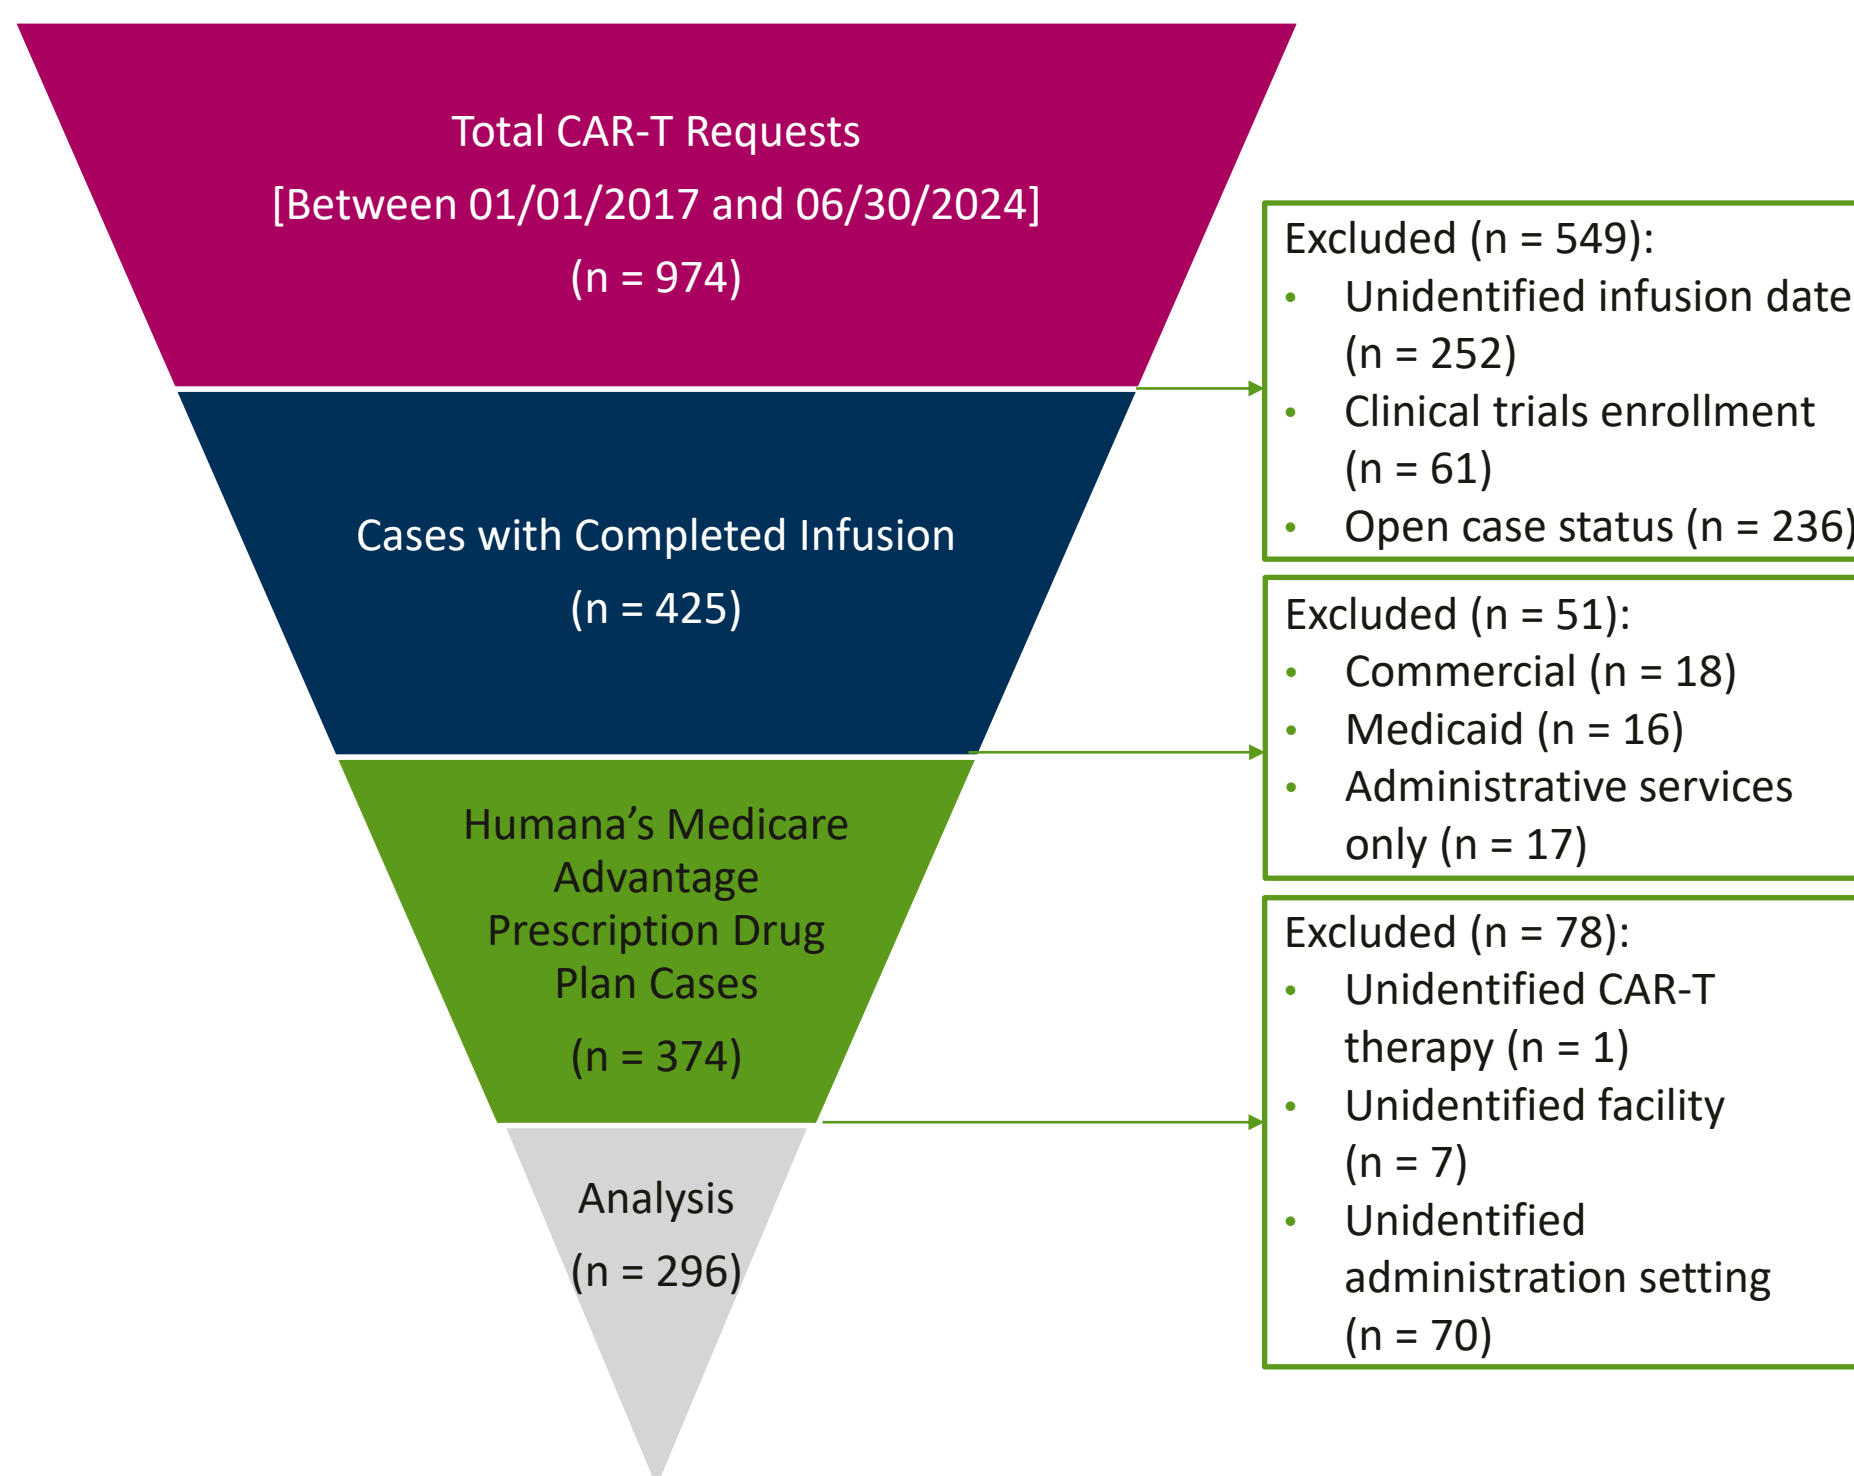 Total CAR-T Requests
[Between 01/01/2017 and 06/30/2024]
(n = 974)
Excluded (n = 549):
• Unidentified infusion date
(n = 252)
• Clinical trials enrollment
(n = 61)
• Open case status (n = 236)
Cases with Completed Infusion
(n = 425)
Excluded (n = 51):
• Commercial (n = 18)
• Medicaid (n = 16)
• Administrative services
only (n = 17)
Humana’s Medicare
Advantage
Prescription Drug
Plan Cases
(n = 374)
Excluded (n = 78):
• Unidentified CAR-T
therapy (n = 1)
• Unidentified facility
(n = 7)
• Unidentified
administration setting
(n = 70)
Analysis
(n = 296)